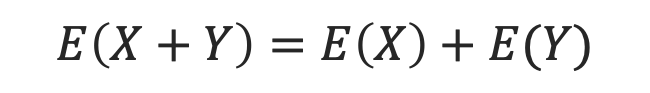 E(X + Y) = E(X) + E(Y)